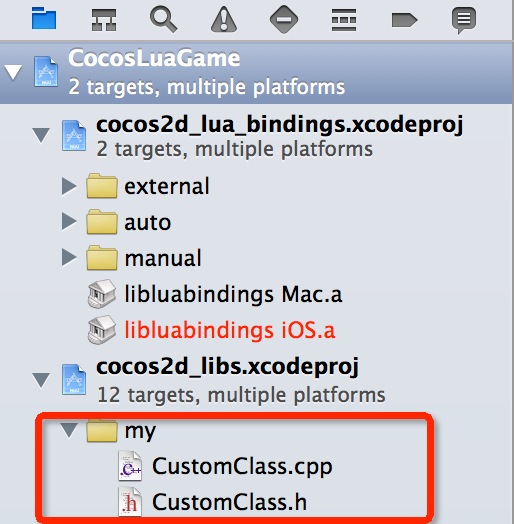 CocosLuaGame
2 targets, multiple platforms
cocos2d_lua_bindings.xcodeproj
2 targets, multiple platforms
external
auto
manual
libluabindings Mac.a
libluabindings iOS.a
cocos2d_libs.xcodeproj
12 targets, multiple platforms
my
c++
CustomClass.cpp
.h
CustomClass.h